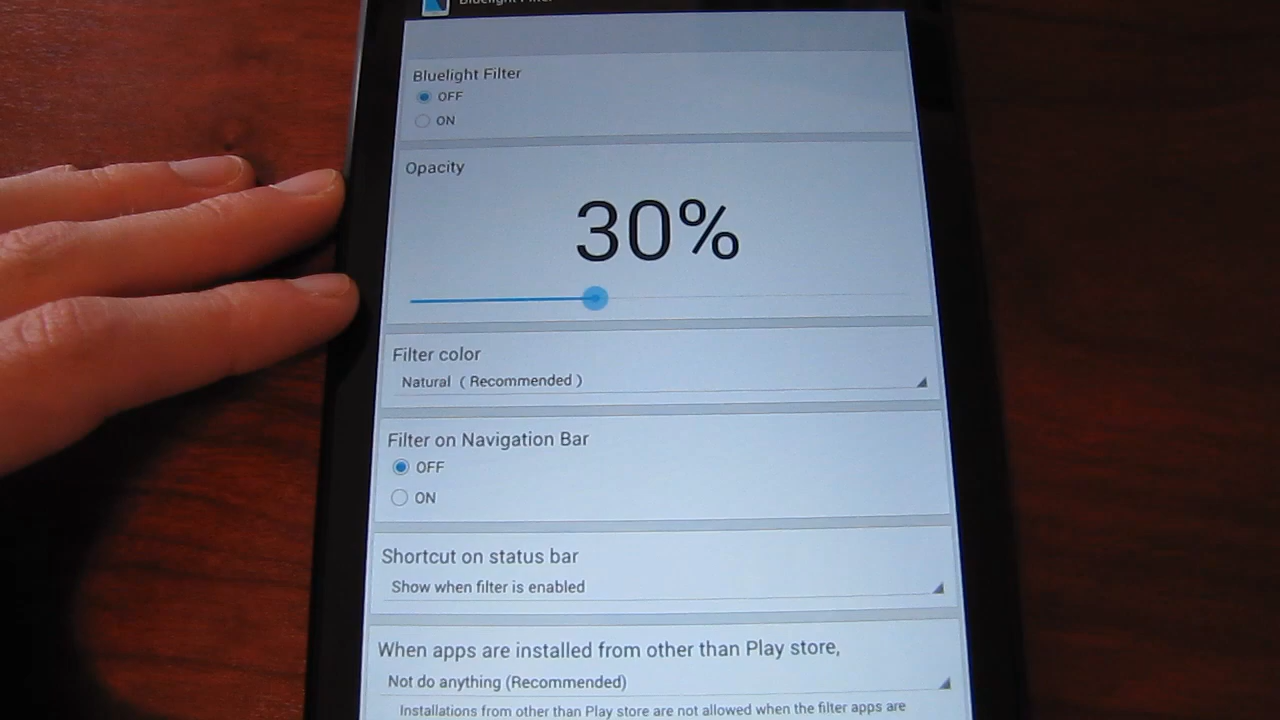 Bluelight Filter
Bluelight Filter
OFF
ON
Opacity
30%
Filter color
Natural ( Recommended )
Filter on Navigation Bar
OFF
ON
Shortcut on status bar
Show when filter is enabled
When apps are installed from other than Play store,
Not do anything (Recommended)
Installations from other than Play store are not allowed when the filter apps are